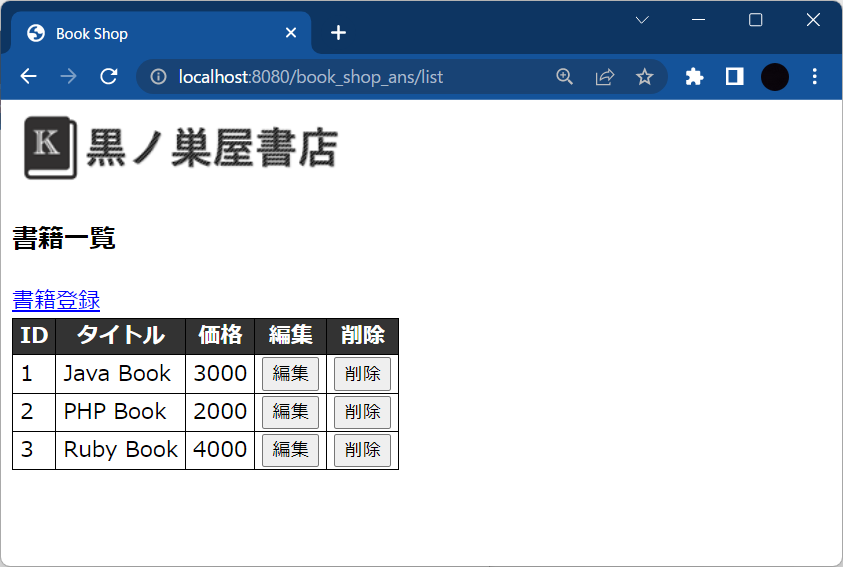 Book Shop
localhost:8080/book_shop_ans/list
K 黒ノ巣屋書店
書籍一覧
書籍登録
ID タイトル 価格 編集 削除
1 Java Book 3000 編集 削除
2 PHP Book 2000 編集 削除
3 Ruby Book 4000 編集 削除